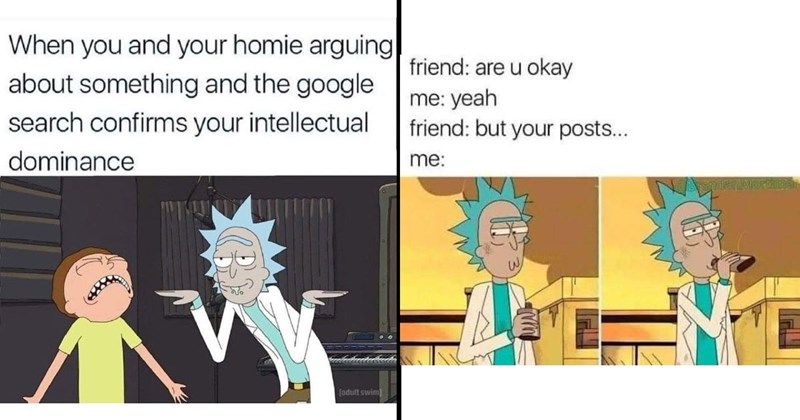 When you and your homie arguing
about something and the google
search confirms your intellectual
dominance
[adult swim]
friend: are u okay
me: yeah
friend: but your posts...
me: